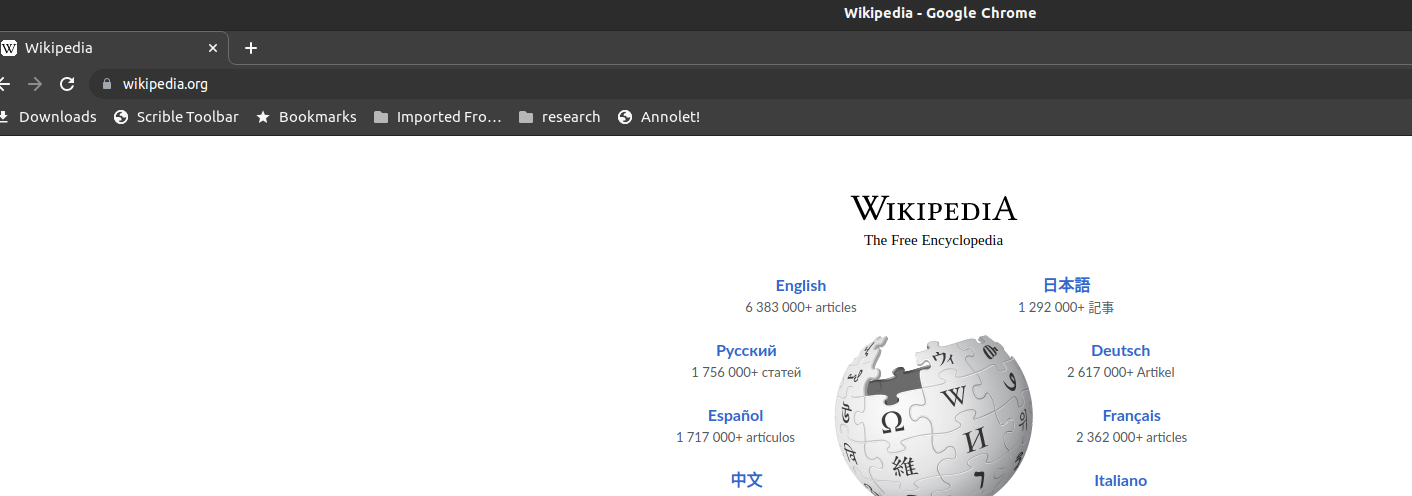 Wikipedia - Google Chrome
Wikipedia
wikipedia.org
Downloads Scrible Toolbar Bookmarks Imported Fro… research Annolet!
WIKIPEDIA
The Free Encyclopedia
English 日本語
6 383 000+ articles 1 292 000+ 記事
Русский Deutsch
1 756 000+ статей 2 617 000+ Artikel
Español Français
1 717 000+ artículos 2 362 000+ articles
中文 Italiano
W
Ω
И
維